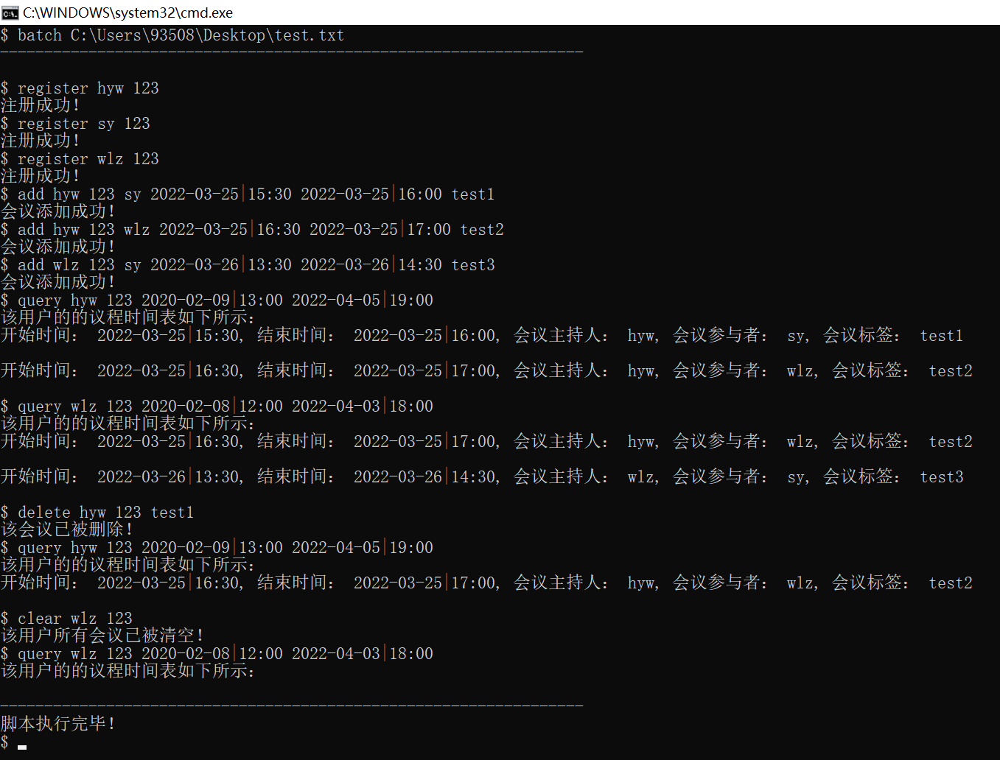 C:\WINDOWS\system32\cmd.exe
$ batch C:\Users\93508\Desktop\test.txt
------------------------------------------------------------------
$ register hyw 123
注册成功!
$ register sy 123
注册成功!
$ register wlz 123
注册成功!
$ add hyw 123 sy 2022-03-25|15:30 2022-03-25|16:00 test1
会议添加成功!
$ add hyw 123 wlz 2022-03-25|16:30 2022-03-25|17:00 test2
会议添加成功!
$ add wlz 123 sy 2022-03-26|13:30 2022-03-26|14:30 test3
会议添加成功!
$ query hyw 123 2020-02-09|13:00 2022-04-05|19:00
该用户的的议程时间表如下所示:
开始时间: 2022-03-25|15:30, 结束时间: 2022-03-25|16:00, 会议主持人: hyw, 会议参与者: sy, 会议标签: test1
开始时间: 2022-03-25|16:30, 结束时间: 2022-03-25|17:00, 会议主持人: hyw, 会议参与者: wlz, 会议标签: test2
$ query wlz 123 2020-02-08|12:00 2022-04-03|18:00
该用户的的议程时间表如下所示:
开始时间: 2022-03-25|16:30, 结束时间: 2022-03-25|17:00, 会议主持人: hyw, 会议参与者: wlz, 会议标签: test2
开始时间: 2022-03-26|13:30, 结束时间: 2022-03-26|14:30, 会议主持人: wlz, 会议参与者: sy, 会议标签: test3
$ delete hyw 123 test1
该会议已被删除!
$ query hyw 123 2020-02-09|13:00 2022-04-05|19:00
该用户的的议程时间表如下所示:
开始时间: 2022-03-25|16:30, 结束时间: 2022-03-25|17:00, 会议主持人: hyw, 会议参与者: wlz, 会议标签: test2
$ clear wlz 123
该用户所有会议已被清空!
$ query wlz 123 2020-02-08|12:00 2022-04-03|18:00
该用户的的议程时间表如下所示:
------------------------------------------------------------------
脚本执行完毕!
$